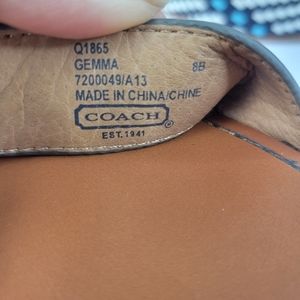 Q1865
GEMMA 8B
7200049/A13
MADE IN CHINA/CHINE
COACH
EST. 1941